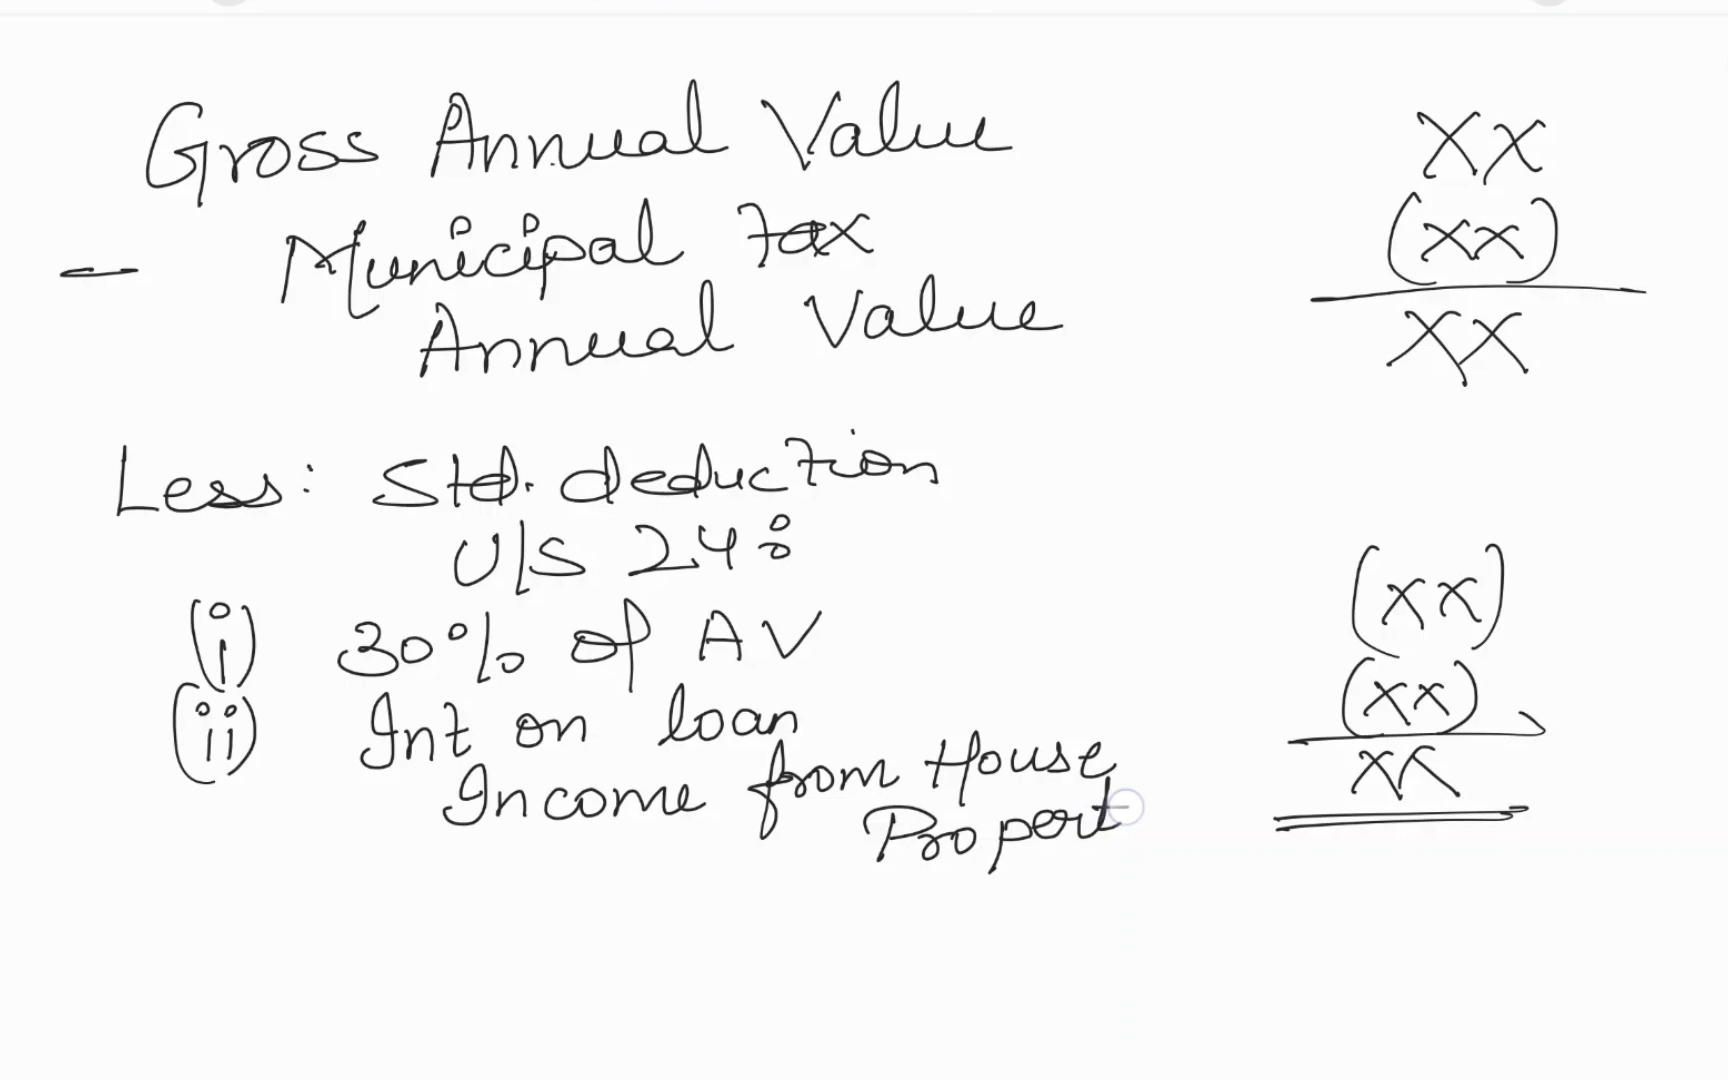 Gross Annual Value XX
- Municipal tax (XX)
Annual Value XX
Less: Std. deduction
U/S 24:
(i) 30% of AV (XX)
(ii) Int on loan (XX)
Income from House XX
Propert